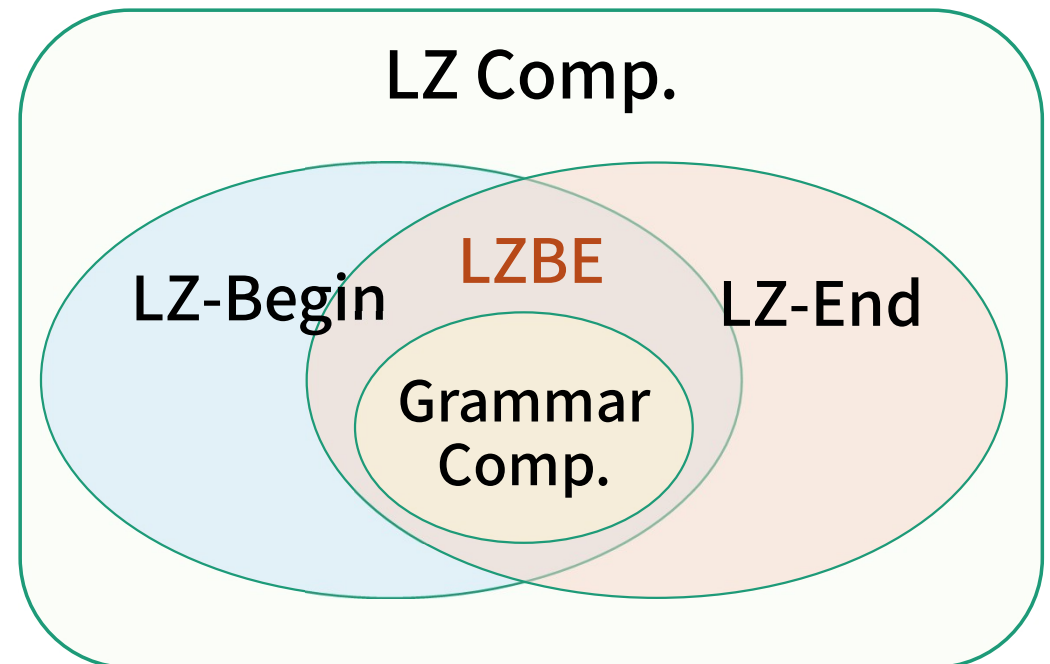 LZ Comp.
LZBE
LZ-Begin
LZ-End
Grammar
Comp.